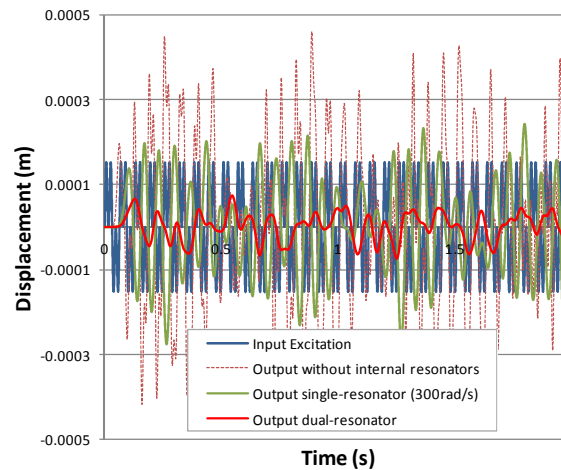 0.0005
0.0003
0.0001
-0.0001
-0.0003
-0.0005
Displacement (m)
0
0.5
1
1.5
Input Excitation
Output without internal resonators
Output single-resonator (300rad/s)
Output dual-resonator
Time (s)